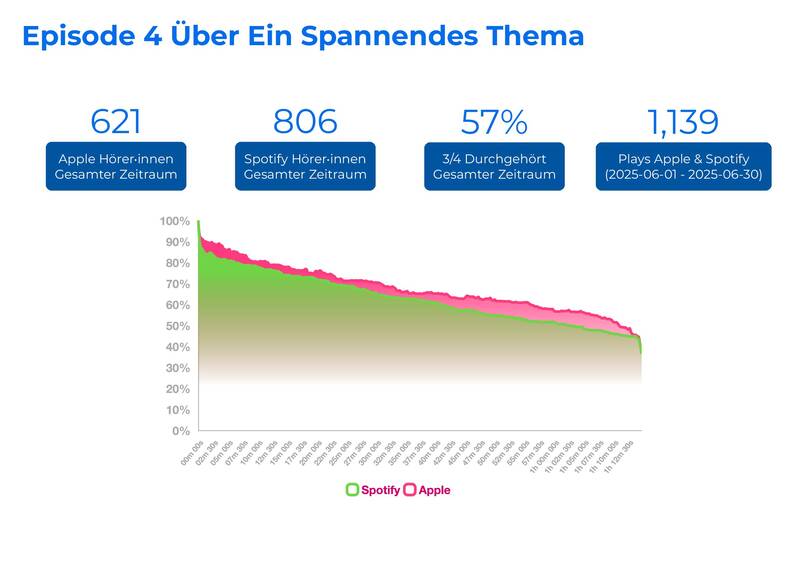 Episode 4 Über Ein Spannendes Thema
621
806
57%
1,139
Apple Hörer·innen
Gesamter Zeitraum
Spotify Hörer·innen
Gesamter Zeitraum
3/4 Durchgehört
Gesamter Zeitraum
Plays Apple & Spotify
(2025-06-01 - 2025-06-30)
100%
90%
80%
70%
60%
50%
40%
30%
20%
10%
0%
00m 00s
02m 30s
05m 00s
07m 30s
10m 00s
12m 30s
15m 00s
17m 30s
20m 00s
22m 30s
25m 00s
27m 30s
30m 00s
32m 30s
35m 00s
37m 30s
40m 00s
42m 30s
45m 00s
47m 30s
50m 00s
52m 30s
55m 00s
57m 30s
1h 00m 00s
1h 02m 30s
1h 05m 00s
1h 07m 30s
1h 10m 00s
1h 12m 30s
Spotify Apple